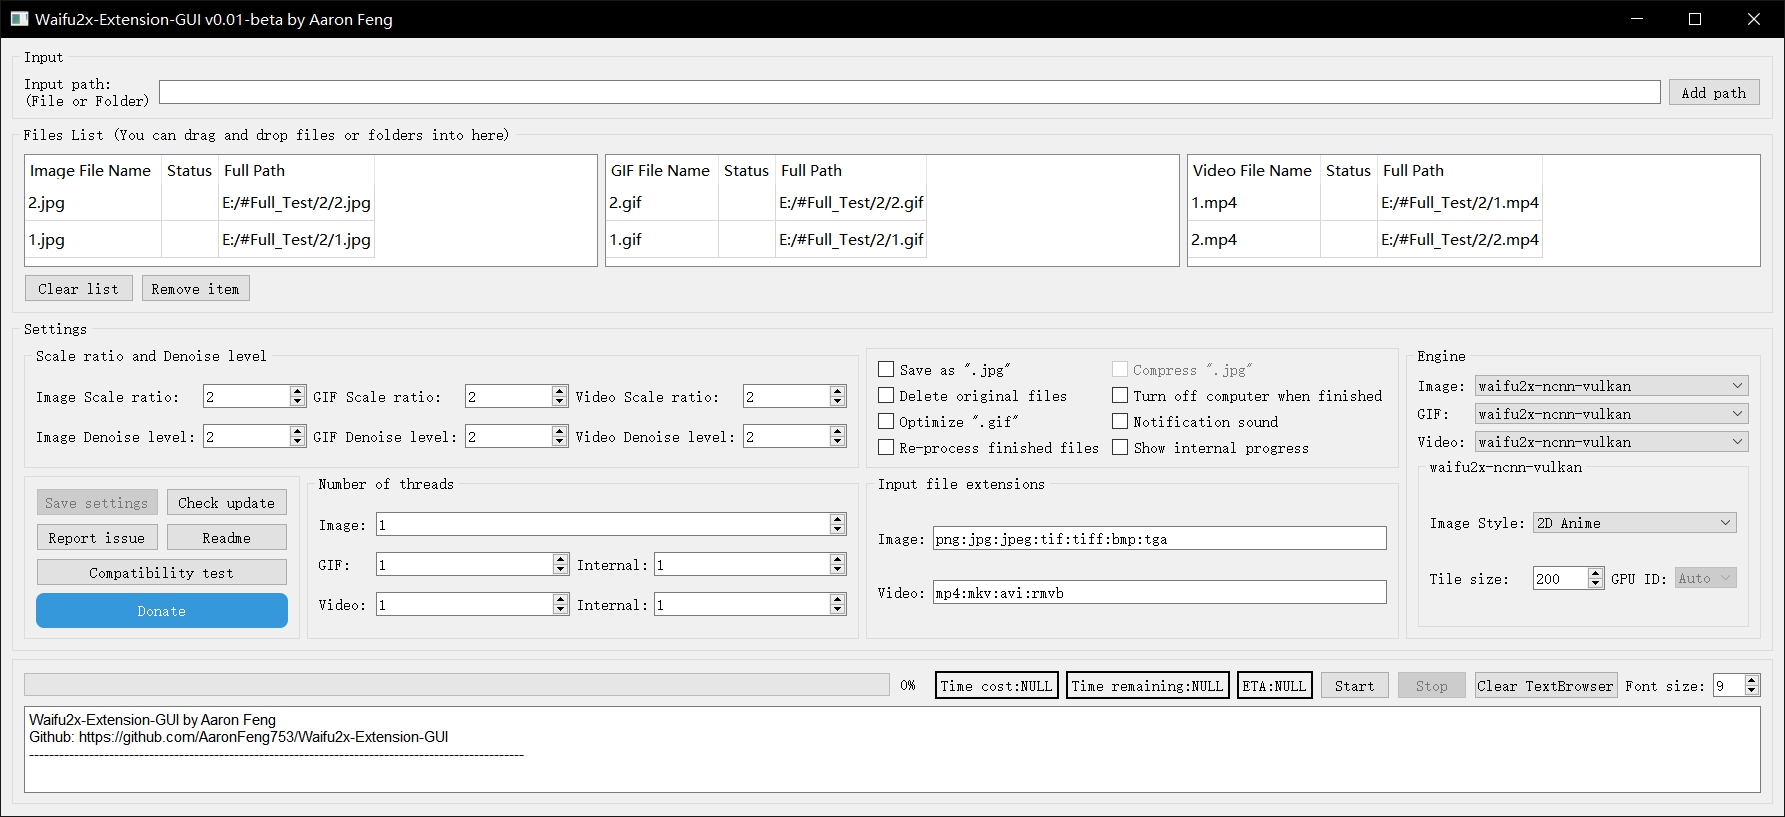 Waifu2x-Extension-GUI v0.01-beta by Aaron Feng
Input
Input path:
(File or Folder)
Add path
Files List (You can drag and drop files or folders into here)
Image File Name Status Full Path
2.jpg E:/#Full_Test/2/2.jpg
1.jpg E:/#Full_Test/2/1.jpg
GIF File Name Status Full Path
2.gif E:/#Full_Test/2/2.gif
1.gif E:/#Full_Test/2/1.gif
Video File Name Status Full Path
1.mp4 E:/#Full_Test/2/1.mp4
2.mp4 E:/#Full_Test/2/2.mp4
Clear list Remove item
Settings
Scale ratio and Denoise level
Image Scale ratio: 2 GIF Scale ratio: 2 Video Scale ratio: 2
Image Denoise level: 2 GIF Denoise level: 2 Video Denoise level: 2
Save as ".jpg" Compress ".jpg"
Delete original files Turn off computer when finished
Optimize ".gif" Notification sound
Re-process finished files Show internal progress
Engine
Image: waifu2x-ncnn-vulkan
GIF: waifu2x-ncnn-vulkan
Video: waifu2x-ncnn-vulkan
waifu2x-ncnn-vulkan
Image Style: 2D Anime
Tile size: 200 GPU ID: Auto
Save settings Check update
Report issue Readme
Compatibility test
Donate
Number of threads
Image: 1
GIF: 1 Internal: 1
Video: 1 Internal: 1
Input file extensions
Image: png:jpg:jpeg:tif:tiff:bmp:tga
Video: mp4:mkv:avi:rmvb
0% Time cost:NULL Time remaining:NULL ETA:NULL Start Stop Clear TextBrowser Font size: 9
Waifu2x-Extension-GUI by Aaron Feng
Github: https://github.com/AaronFeng753/Waifu2x-Extension-GUI
---------------------------------------------------------------------------------------------------